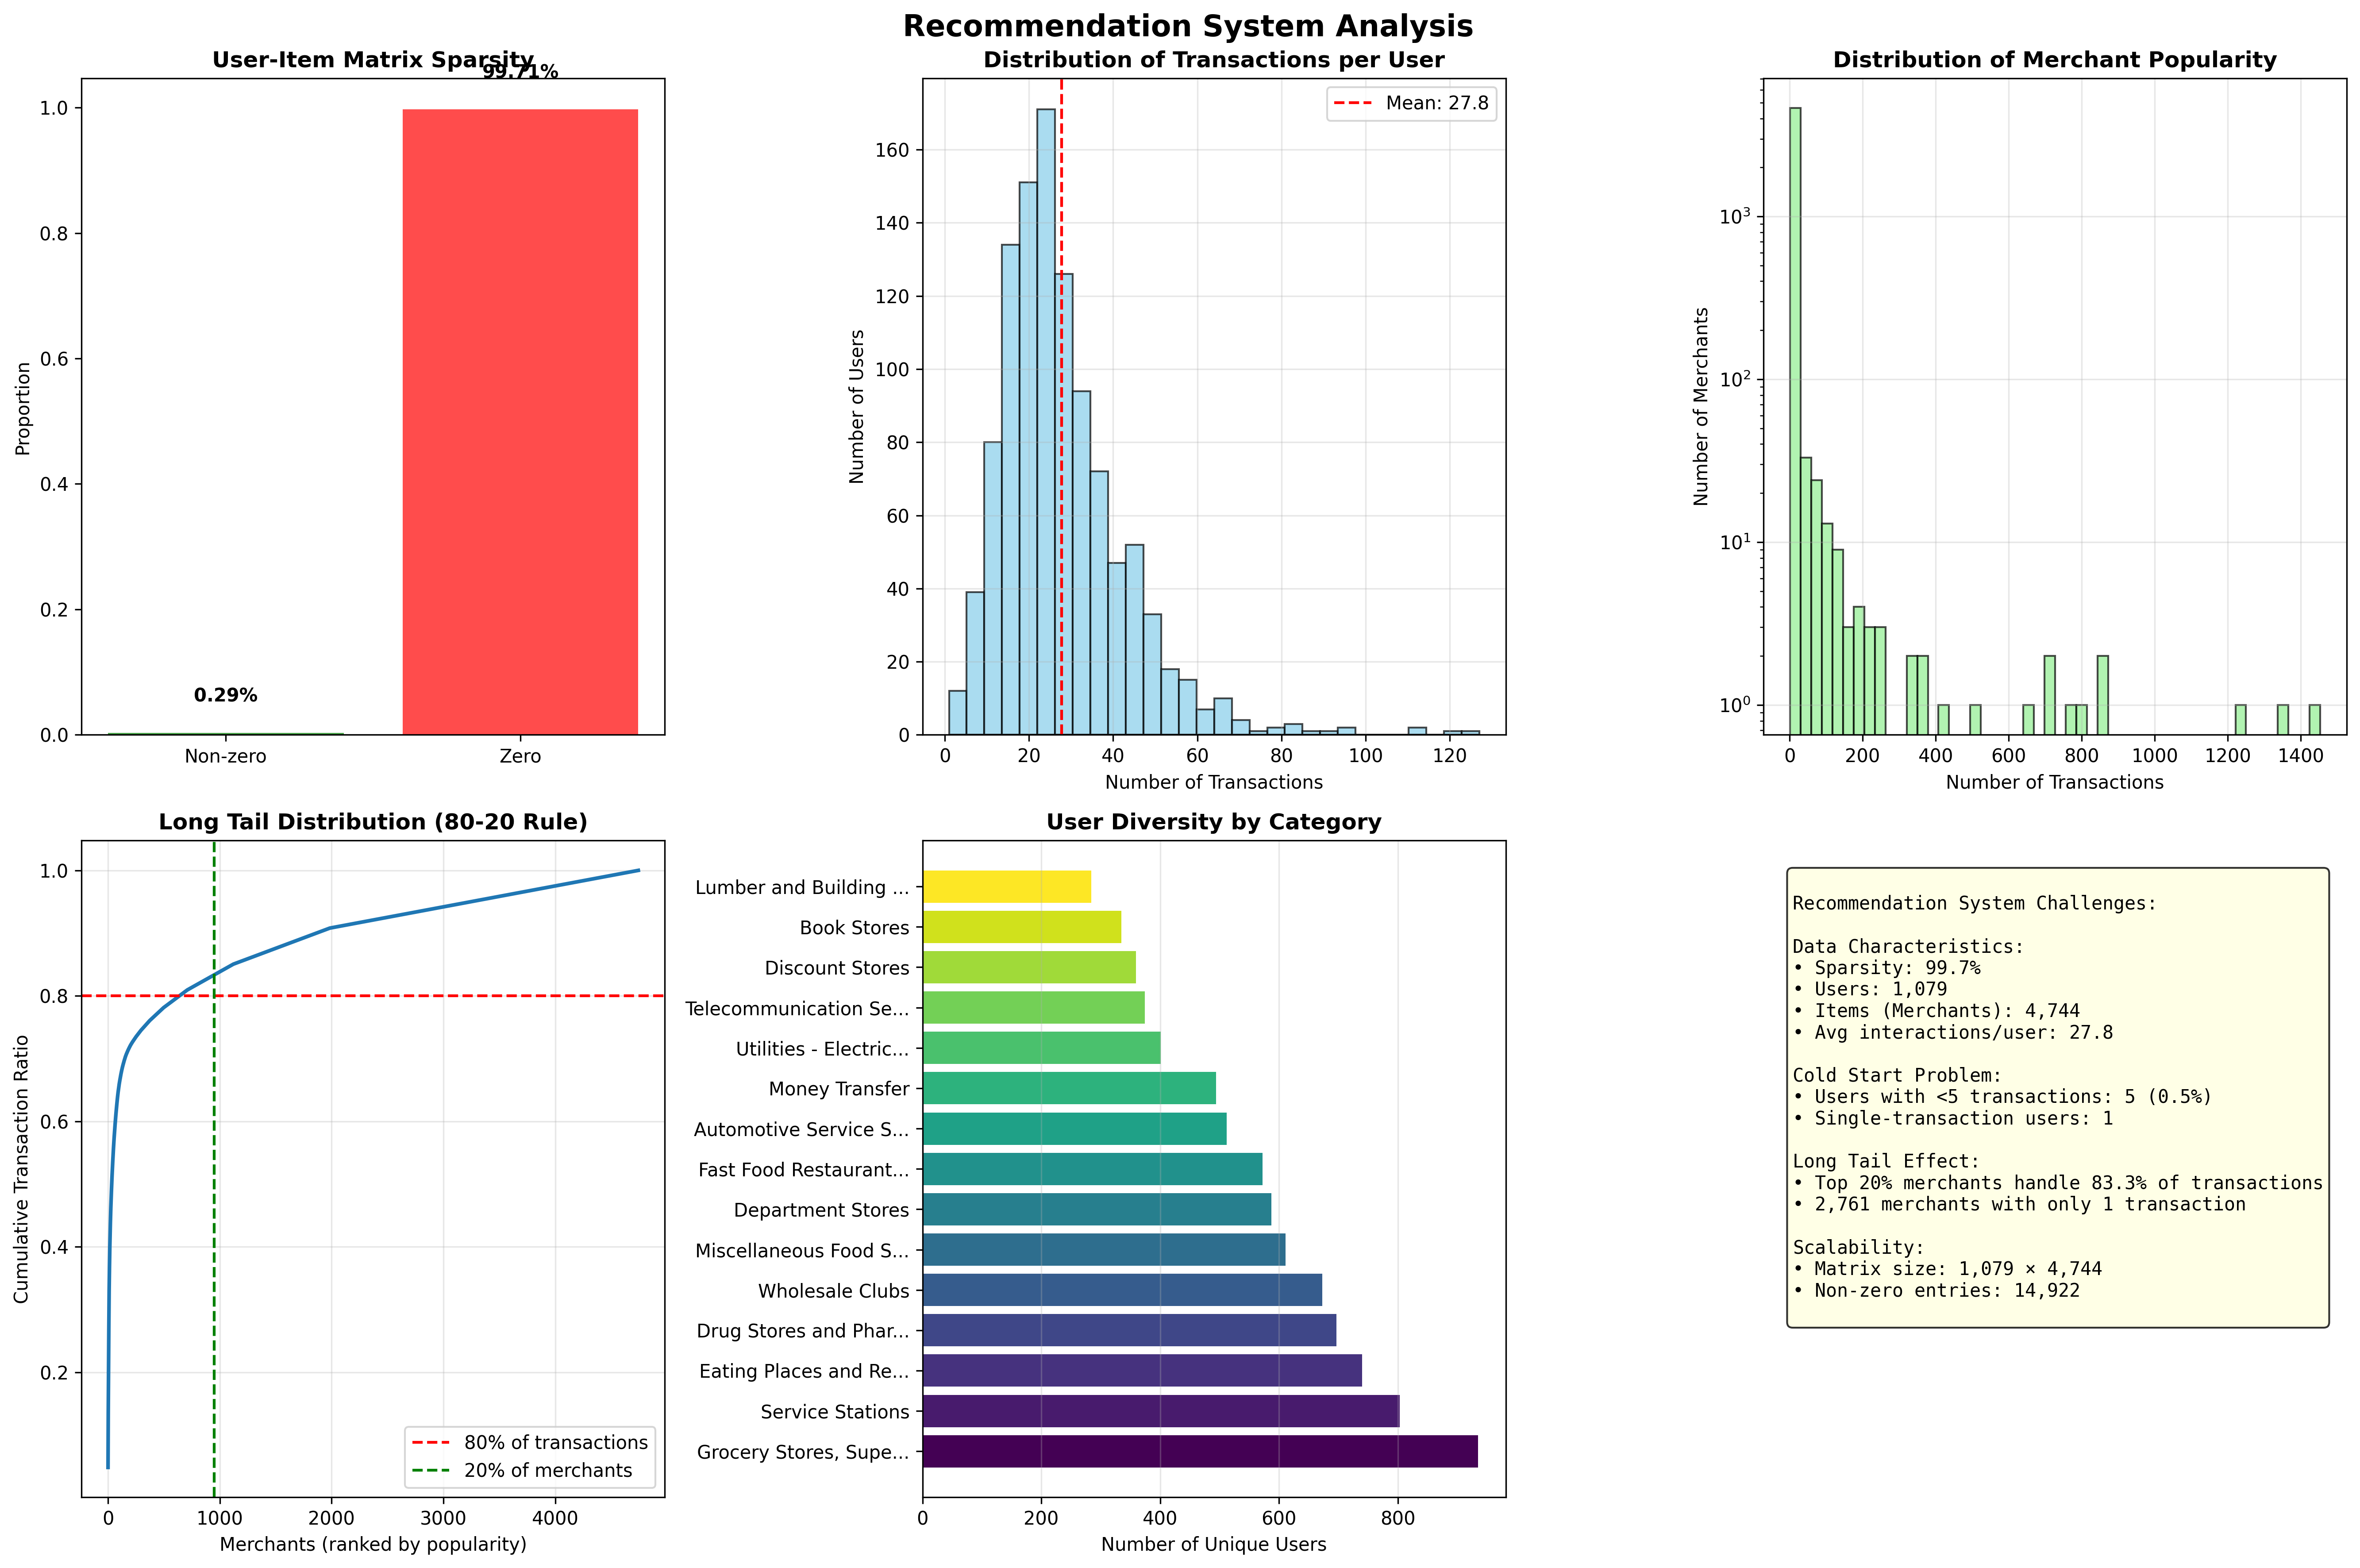 Recommendation System Analysis
User-Item Matrix Sparsity
99.71%
1.0
0.8
0.6
0.4
0.2
0.0
Proportion
0.29%
Non-zero
Zero
Distribution of Transactions per User
Mean: 27.8
160
140
120
100
80
60
40
20
0
Number of Users
0
20
40
60
80
100
120
Number of Transactions
Distribution of Merchant Popularity
10³
10²
10¹
10⁰
Number of Merchants
0
200
400
600
800
1000
1200
1400
Number of Transactions
Long Tail Distribution (80-20 Rule)
1.0
0.8
0.6
0.4
0.2
Cumulative Transaction Ratio
80% of transactions
20% of merchants
0
1000
2000
3000
4000
Merchants (ranked by popularity)
User Diversity by Category
Lumber and Building ...
Book Stores
Discount Stores
Telecommunication Se...
Utilities - Electric...
Money Transfer
Automotive Service S...
Fast Food Restaurant...
Department Stores
Miscellaneous Food S...
Wholesale Clubs
Drug Stores and Phar...
Eating Places and Re...
Service Stations
Grocery Stores, Supe...
0
200
400
600
800
Number of Unique Users
Recommendation System Challenges:
Data Characteristics:
• Sparsity: 99.7%
• Users: 1,079
• Items (Merchants): 4,744
• Avg interactions/user: 27.8
Cold Start Problem:
• Users with <5 transactions: 5 (0.5%)
• Single-transaction users: 1
Long Tail Effect:
• Top 20% merchants handle 83.3% of transactions
• 2,761 merchants with only 1 transaction
Scalability:
• Matrix size: 1,079 × 4,744
• Non-zero entries: 14,922